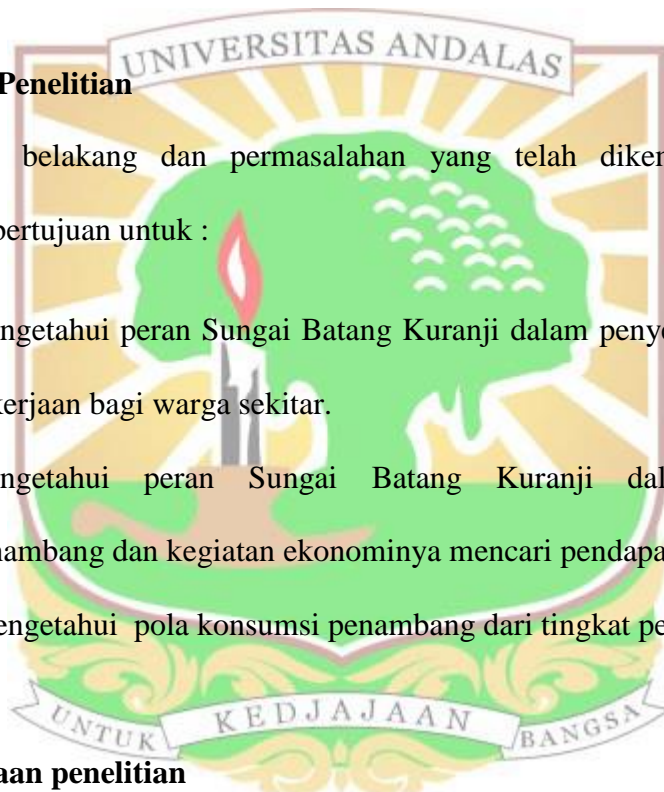 UNIVERSITAS ANDALAS
Penelitian
belakang dan permasalahan yang telah diken
bertujuan untuk :
ngetahui peran Sungai Batang Kuranji dalam penye
kerjaan bagi warga sekitar.
ngetahui peran Sungai Batang Kuranji dal
nambang dan kegiatan ekonominya mencari pendapa
engetahui pola konsumsi penambang dari tingkat pe
UNTUK KEDJAJAAN BANGSA
aan penelitian